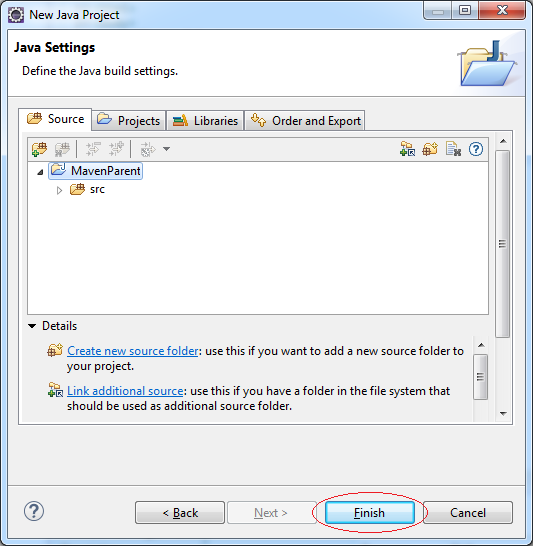 New Java Project
Java Settings
Define the Java build settings.
Source Projects Libraries Order and Export
MavenParent
src
Details
Create new source folder: use this if you want to add a new source folder to
your project.
Link additional source: use this if you have a folder in the file system that
should be used as additional source folder.
< Back Next > Finish Cancel